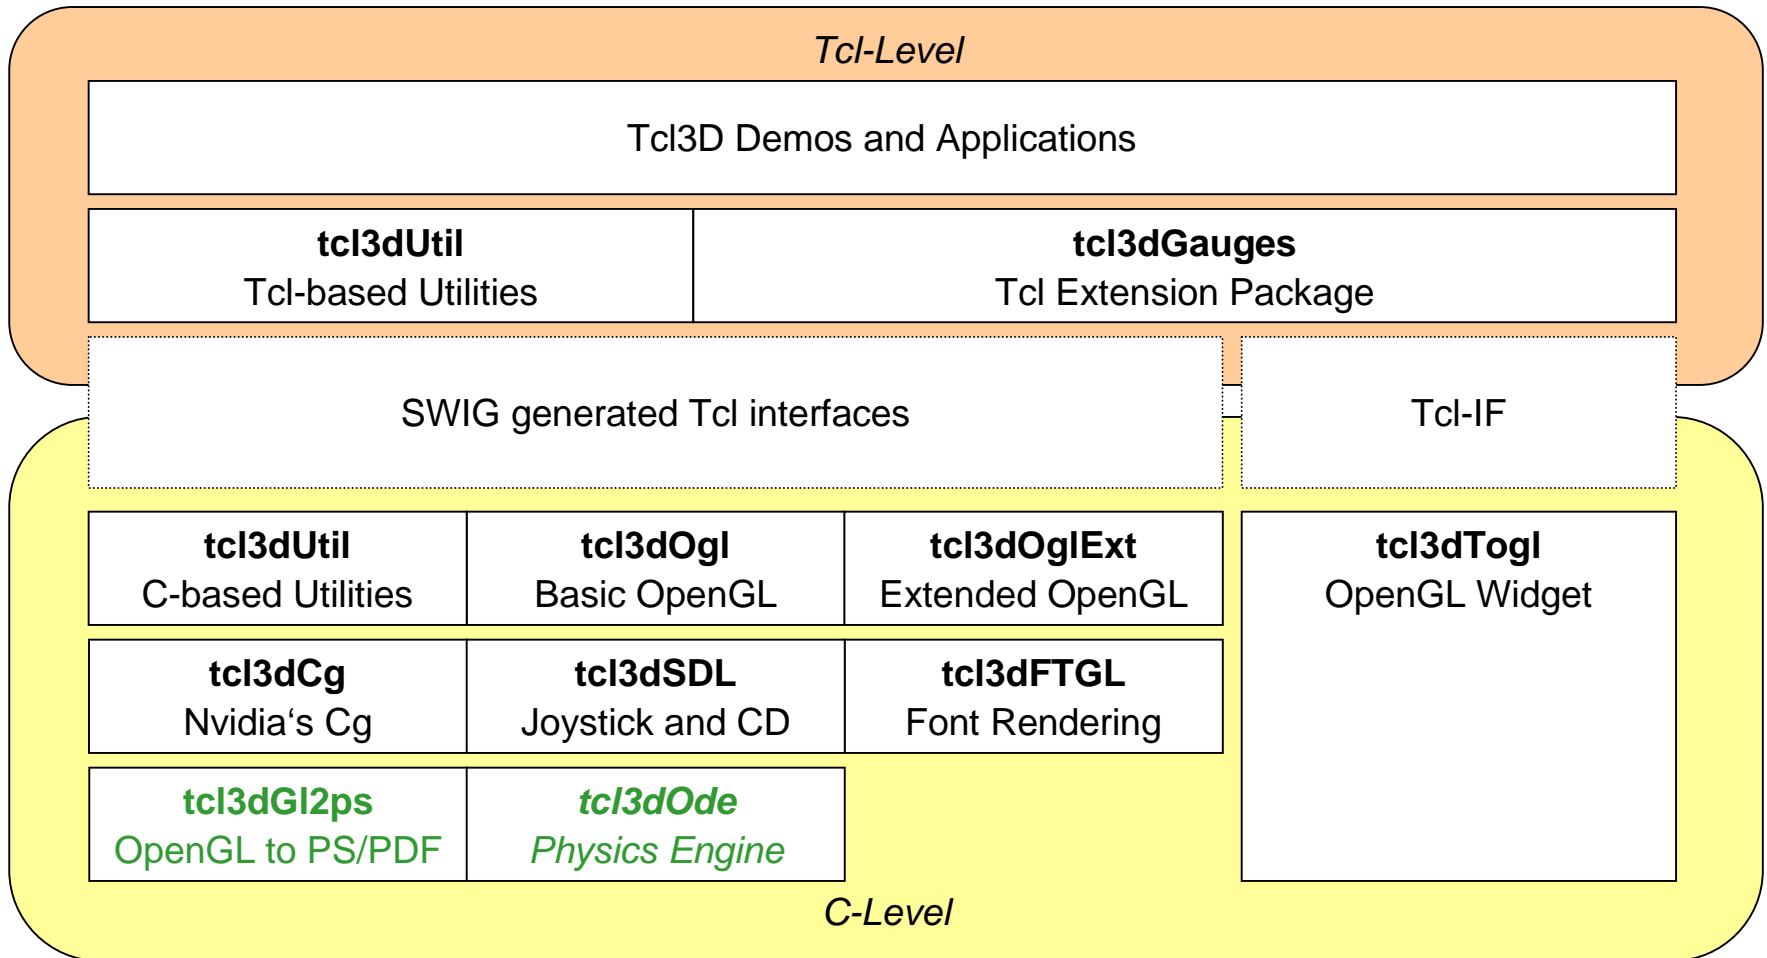 Tcl-Level
Tcl3D Demos and Applications
tcl3dUtil
Tcl-based Utilities
tcl3dGauges
Tcl Extension Package
SWIG generated Tcl interfaces
Tcl-IF
tcl3dUtil
C-based Utilities
tcl3dOgl
Basic OpenGL
tcl3dOglExt
Extended OpenGL
tcl3dTogl
OpenGL Widget
tcl3dCg
Nvidia‘s Cg
tcl3dSDL
Joystick and CD
tcl3dFTGL
Font Rendering
tcl3dGl2ps
OpenGL to PS/PDF
tcl3dOde
Physics Engine
C-Level